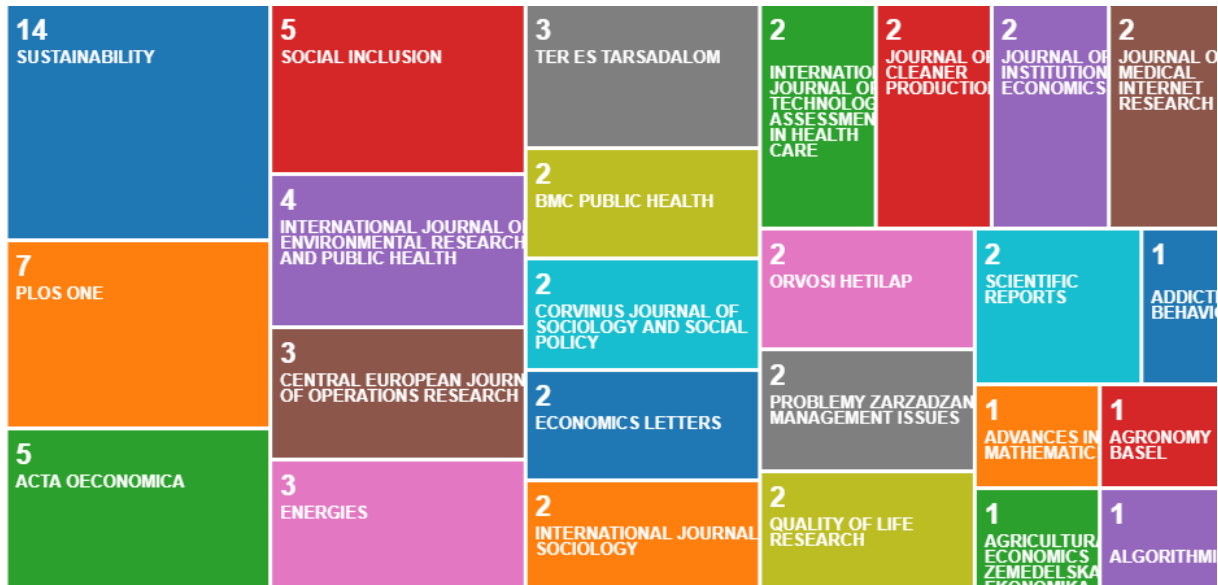 14
SUSTAINABILITY
7
PLOS ONE
5
ACTA OECONOMICA
5
SOCIAL INCLUSION
4
INTERNATIONAL JOURNAL O
ENVIRONMENTAL RESEARCH
AND PUBLIC HEALTH
3
CENTRAL EUROPEAN JOURN
OF OPERATIONS RESEARCH
3
ENERGIES
3
TER ES TARSADALOM
2
BMC PUBLIC HEALTH
2
CORVINUS JOURNAL OF
SOCIOLOGY AND SOCIAL
POLICY
2
ECONOMICS LETTERS
2
INTERNATIONAL JOURNAL
SOCIOLOGY
2
INTERNATIO
JOURNAL OF
TECHNOLOG
ASSESSMEN
IN HEALTH
CARE
2
JOURNAL OF
CLEANER
PRODUCTIO
2
JOURNAL OF
INSTITUTION
ECONOMICS
2
JOURNAL O
MEDICAL
INTERNET
RESEARCH
2
ORVOSI HETILAP
2
PROBLEMY ZARZADZAN
MANAGEMENT ISSUES
2
QUALITY OF LIFE
RESEARCH
2
SCIENTIFIC
REPORTS
1
ADDICTI
BEHAVIO
1
ADVANCES IN
MATHEMATIC
1
AGRONOMY
BASEL
1
AGRICULTURA
ECONOMICS
ZEMEDELSKA
EKONOMIKA
1
ALGORITHMI